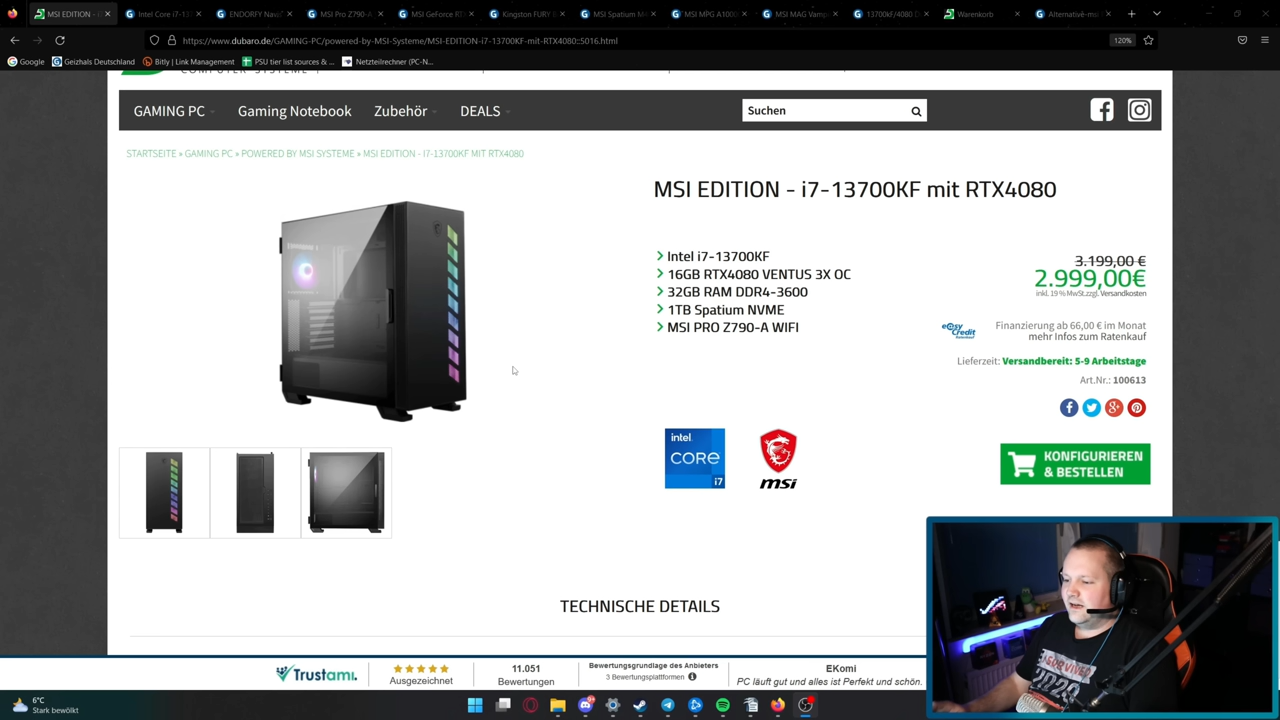 MSI EDITION -
Intel Core i7-13
ENDORFY Nava
MSI Pro Z790-A
MSI GeForce RT
Kingston FURY
MSI Spatium M
MSI MPG A1000
MSI MAG Vamp
13700kf/4080 D
Warenkorb
Alternative-msi
https://www.dubaro.de/GAMING-PC/powered-by-MSI-Systeme/MSI-EDITION-i7-13700KF-mit-RTX4080::5016.html
120%
Google
Geizhals Deutschland
Bitly | Link Management
PSU tier list sources & ...
Netzteilrechner (PC-N...
GAMING PC
Gaming Notebook
Zubehör
DEALS
Suchen
STARTSEITE » GAMING PC » POWERED BY MSI SYSTEME » MSI EDITION - I7-13700KF MIT RTX4080
MSI EDITION - i7-13700KF mit RTX4080
Intel i7-13700KF
16GB RTX4080 VENTUS 3X OC
32GB RAM DDR4-3600
1TB Spatium NVME
MSI PRO Z790-A WIFI
3.199,00 €
2.999,00€
inkl. 19 % MwSt.zzgl. Versandkosten
easy Credit
Finanzierung ab 66,00 € im Monat
mehr Infos zum Ratenkauf
Lieferzeit: Versandbereit: 5-9 Arbeitstage
Art.Nr.: 100613
intel
CORE
i7
msi
KONFIGURIEREN
& BESTELLEN
TECHNISCHE DETAILS
Trustami.
Ausgezeichnet
11.051
Bewertungen
Bewertungsgrundlage des Anbieters
3 Bewertungsplattformen
EKomi
PC läuft gut und alles ist Perfekt und schön.
6°C
Stark bewölkt
SURVIVED